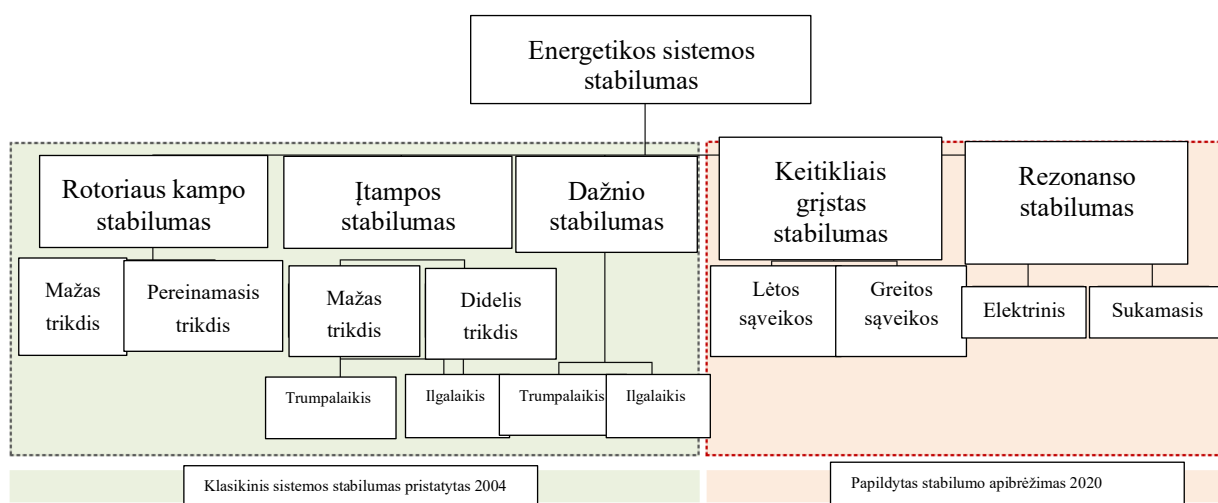 Energetikos sistemos
stabilumas
Rotoriaus kampo
stabilumas
Įtampos
stabilumas
Dažnio
stabilumas
Keitikliais
grįstas
stabilumas
Rezonanso
stabilumas
Mažas
trikdis
Pereinamasis
trikdis
Mažas
trikdis
Didelis
trikdis
Lėtos
sąveikos
Greitos
sąveikos
Elektrinis
Sukamasis
Trumpalaikis
Ilgalaikis
Trumpalaikis
Ilgalaikis
Klasikinis sistemos stabilumas pristatytas 2004
Papildytas stabilumo apibrėžimas 2020